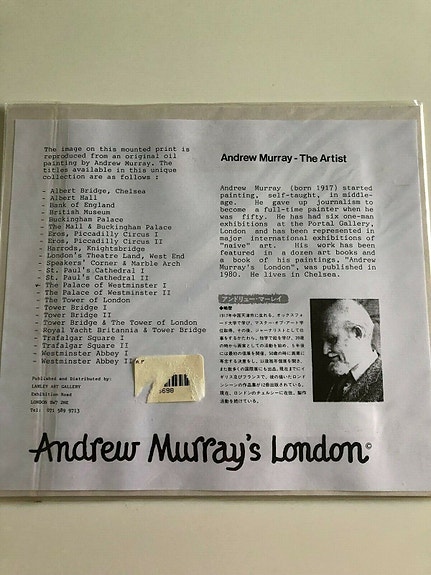 The image on this mounted print is
reproduced from an original oil
painting by Andrew Murray. The
titles available in this unique
collection are as follows :
- Albert Bridge, Chelsea
- Albert Hall
- Bank of England
- British Museum
- Buckingham Palace
- The Mall & Buckingham Palace
- Eros, Piccadilly Circus I
- Eros, Piccadilly Circus II
- Harrods, Knightsbridge
- London's Theatre Land, West End
- Speakers' Corner & Marble Arch
- St. Paul's Cathedral I
- St. Paul's Cathedral II
- The Palace of Westminster I
- The Palace of Westminster II
- The Tower of London
- Tower Bridge I
- Tower Bridge II
- Tower Bridge & The Tower of London
- Royal Yacht Britannia & Tower Bridge
- Trafalgar Square I
- Trafalgar Square II
- Westminster Abbey I
- Westminster Abbey II
Published and Distributed by:
LANLEY ART GALLERY
Exhibition Road
LONDON SW7 2HE
Tel: 071 589 9713
Andrew Murray - The Artist
Andrew Murray (born 1917) started
painting, self-taught, in middle-
age. He gave up journalism to
become a full-time painter when he
was fifty. He has had six one-man
exhibitions at the Portal Gallery,
London and has been represented in
major international exhibitions of
"naive" art. His work has been
featured in a dozen art books and
a book of his paintings, "Andrew
Murray's London", was published in
1980. He lives in Chelsea.
アンドリュー・マーレイ
Andrew Murray's London©